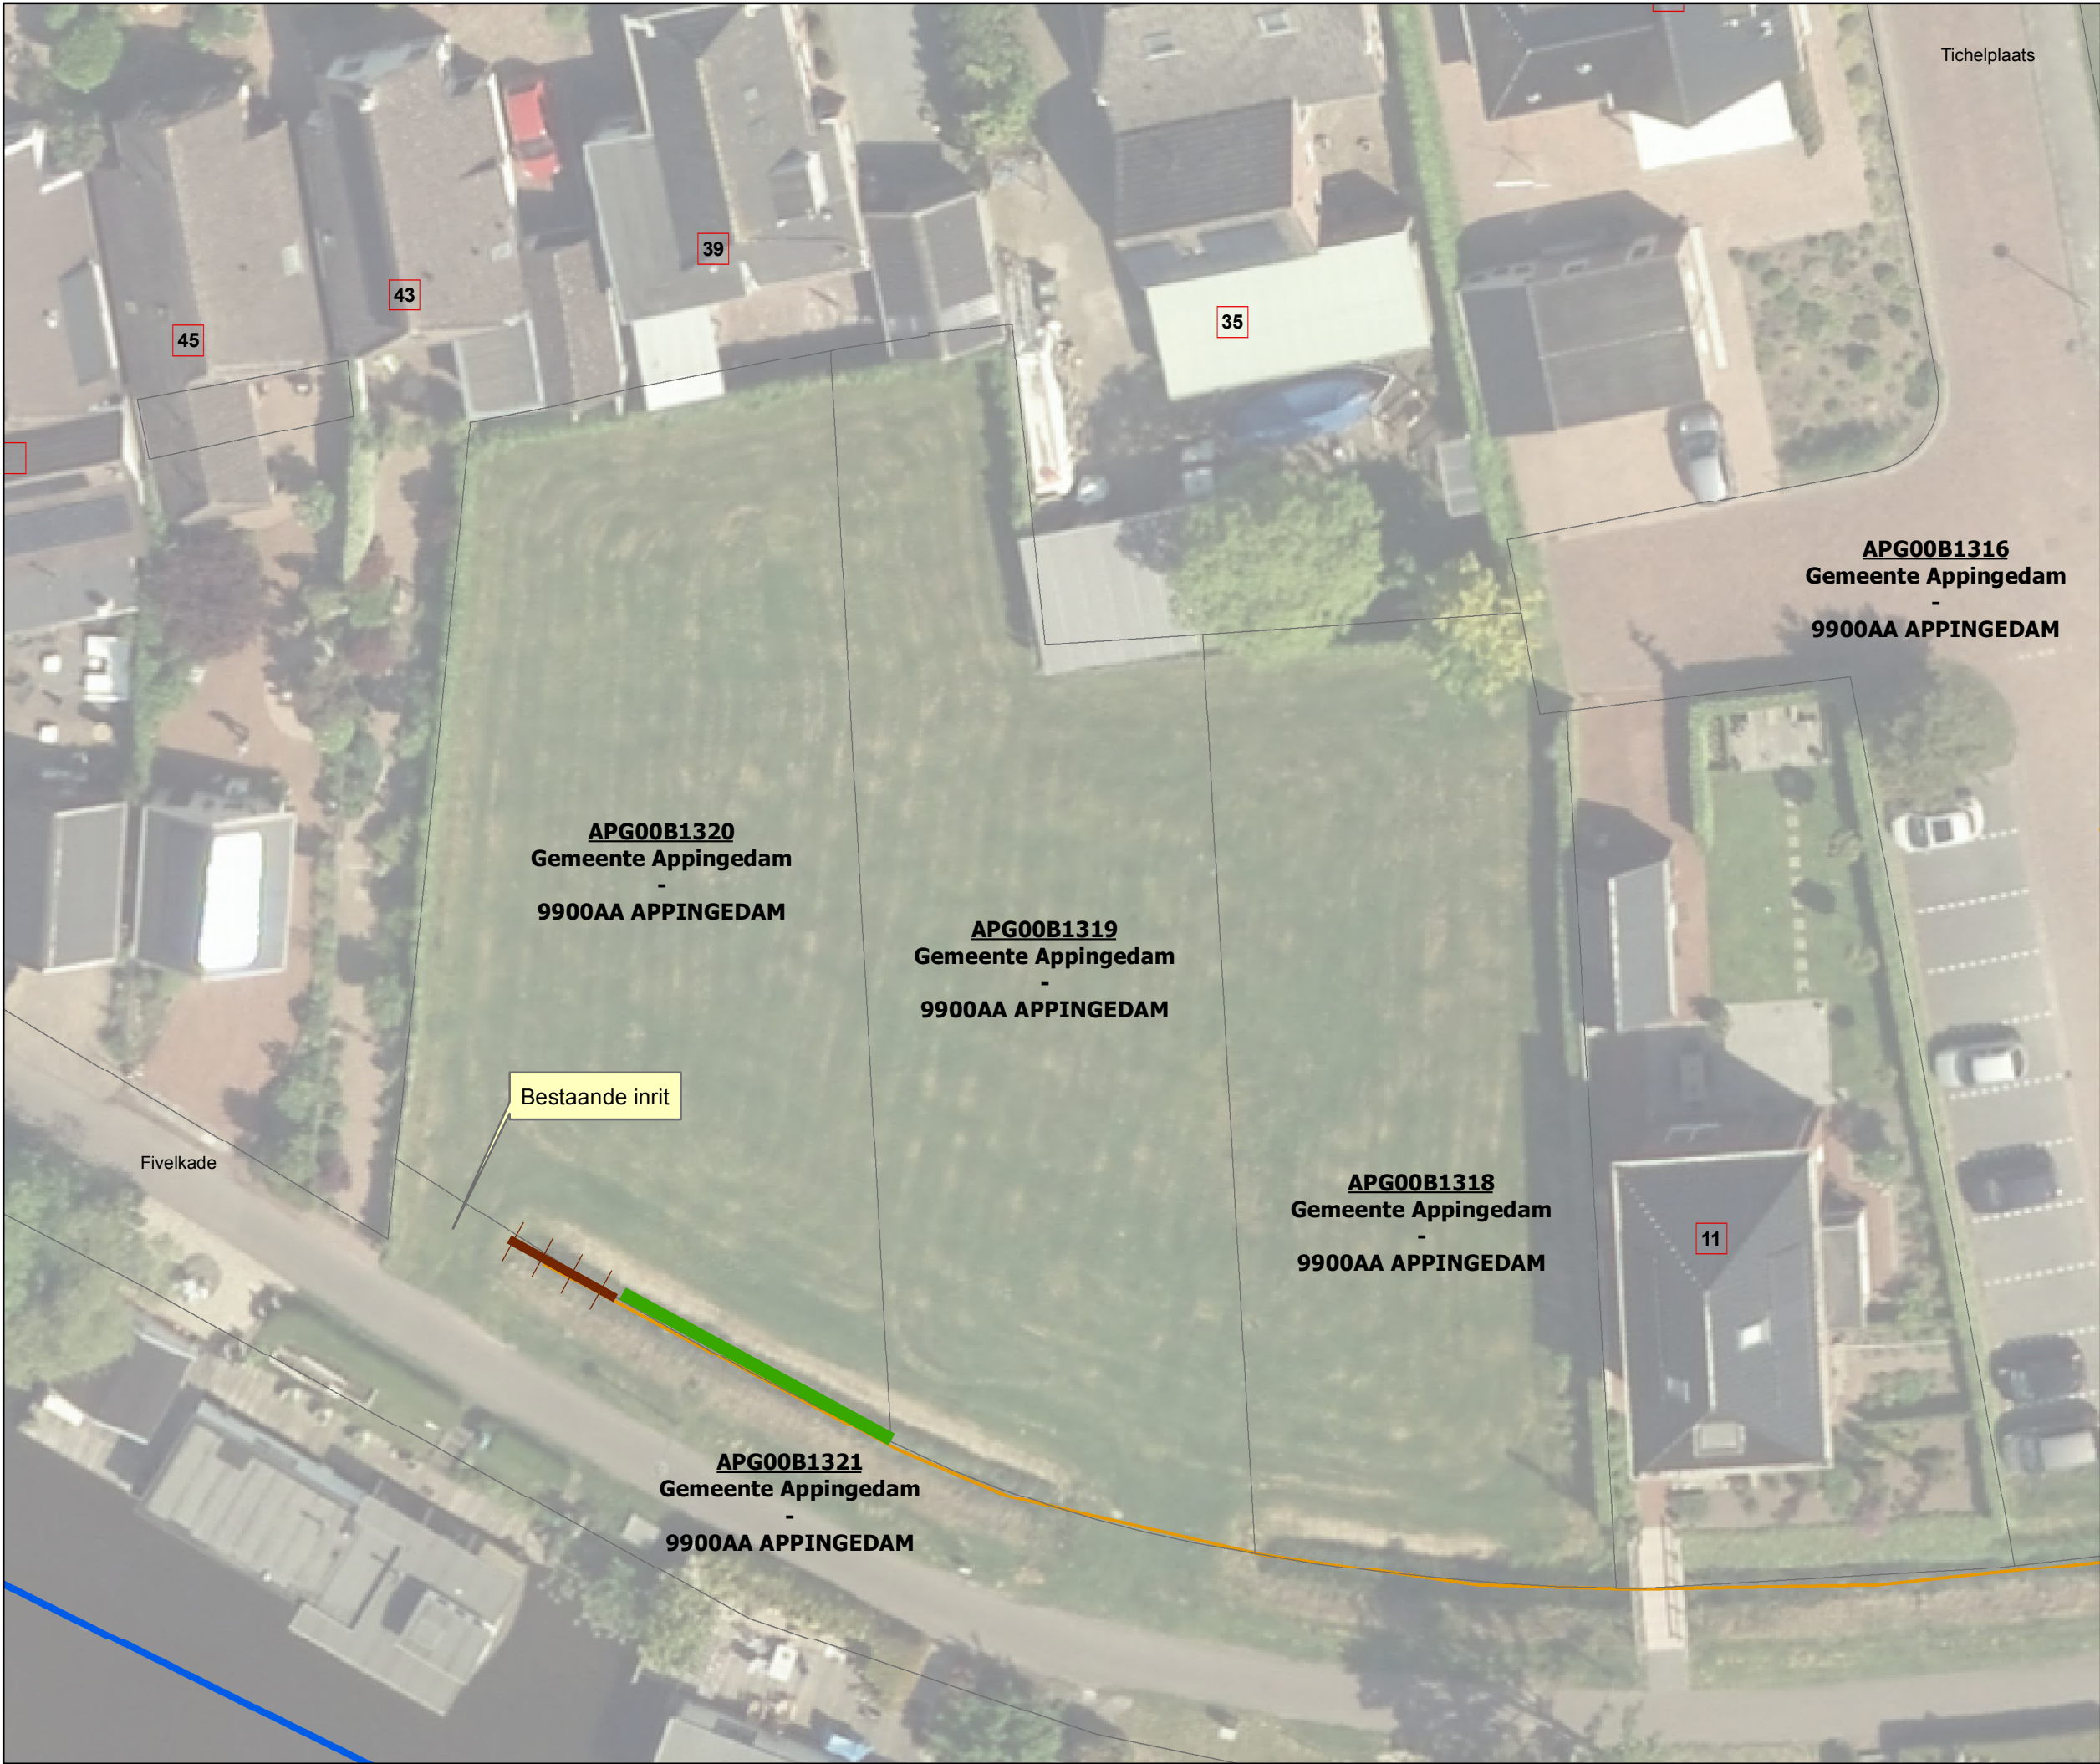 Tichelplaats
39
43
35
45
APG00B1316
Gemeente Appingedam
-
9900AA APPINGEDAM
APG00B1320
Gemeente Appingedam
-
9900AA APPINGEDAM
APG00B1319
Gemeente Appingedam
-
9900AA APPINGEDAM
Bestaande inrit
Fivelkade
APG00B1318
Gemeente Appingedam
-
9900AA APPINGEDAM
11
APG00B1321
Gemeente Appingedam
-
9900AA APPINGEDAM